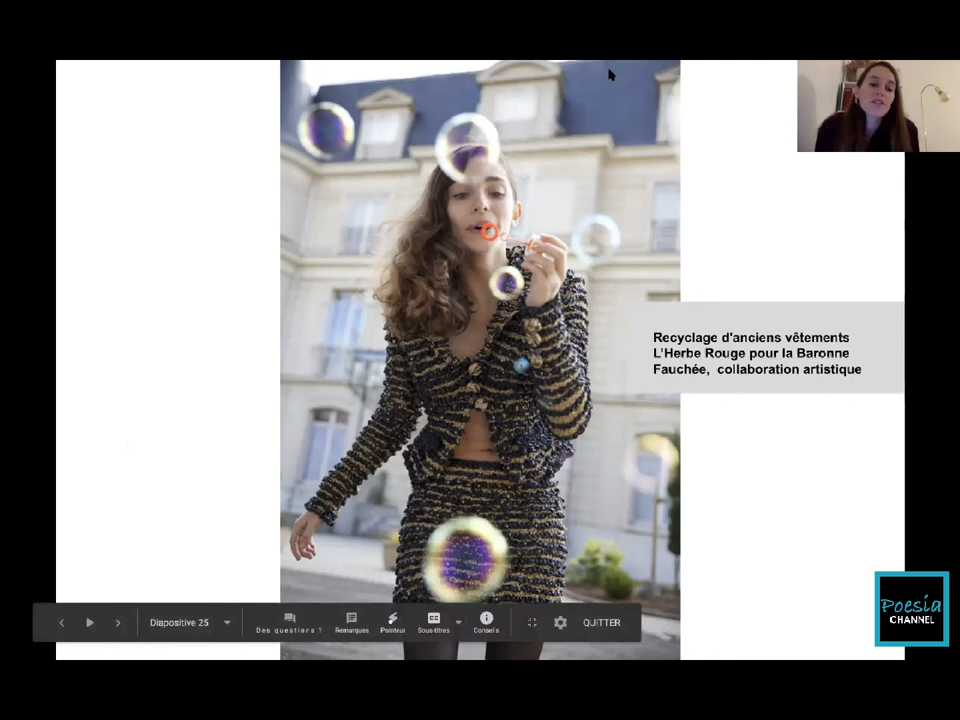 Recyclage d'anciens vêtements
L'Herbe Rouge pour la Baronne
Fauchée, collaboration artistique
Poesia
CHANNEL
Diapositive 25
Des questions ?
Remarques
Pointeur
CC
Sous-titres
Conseils
QUITTER